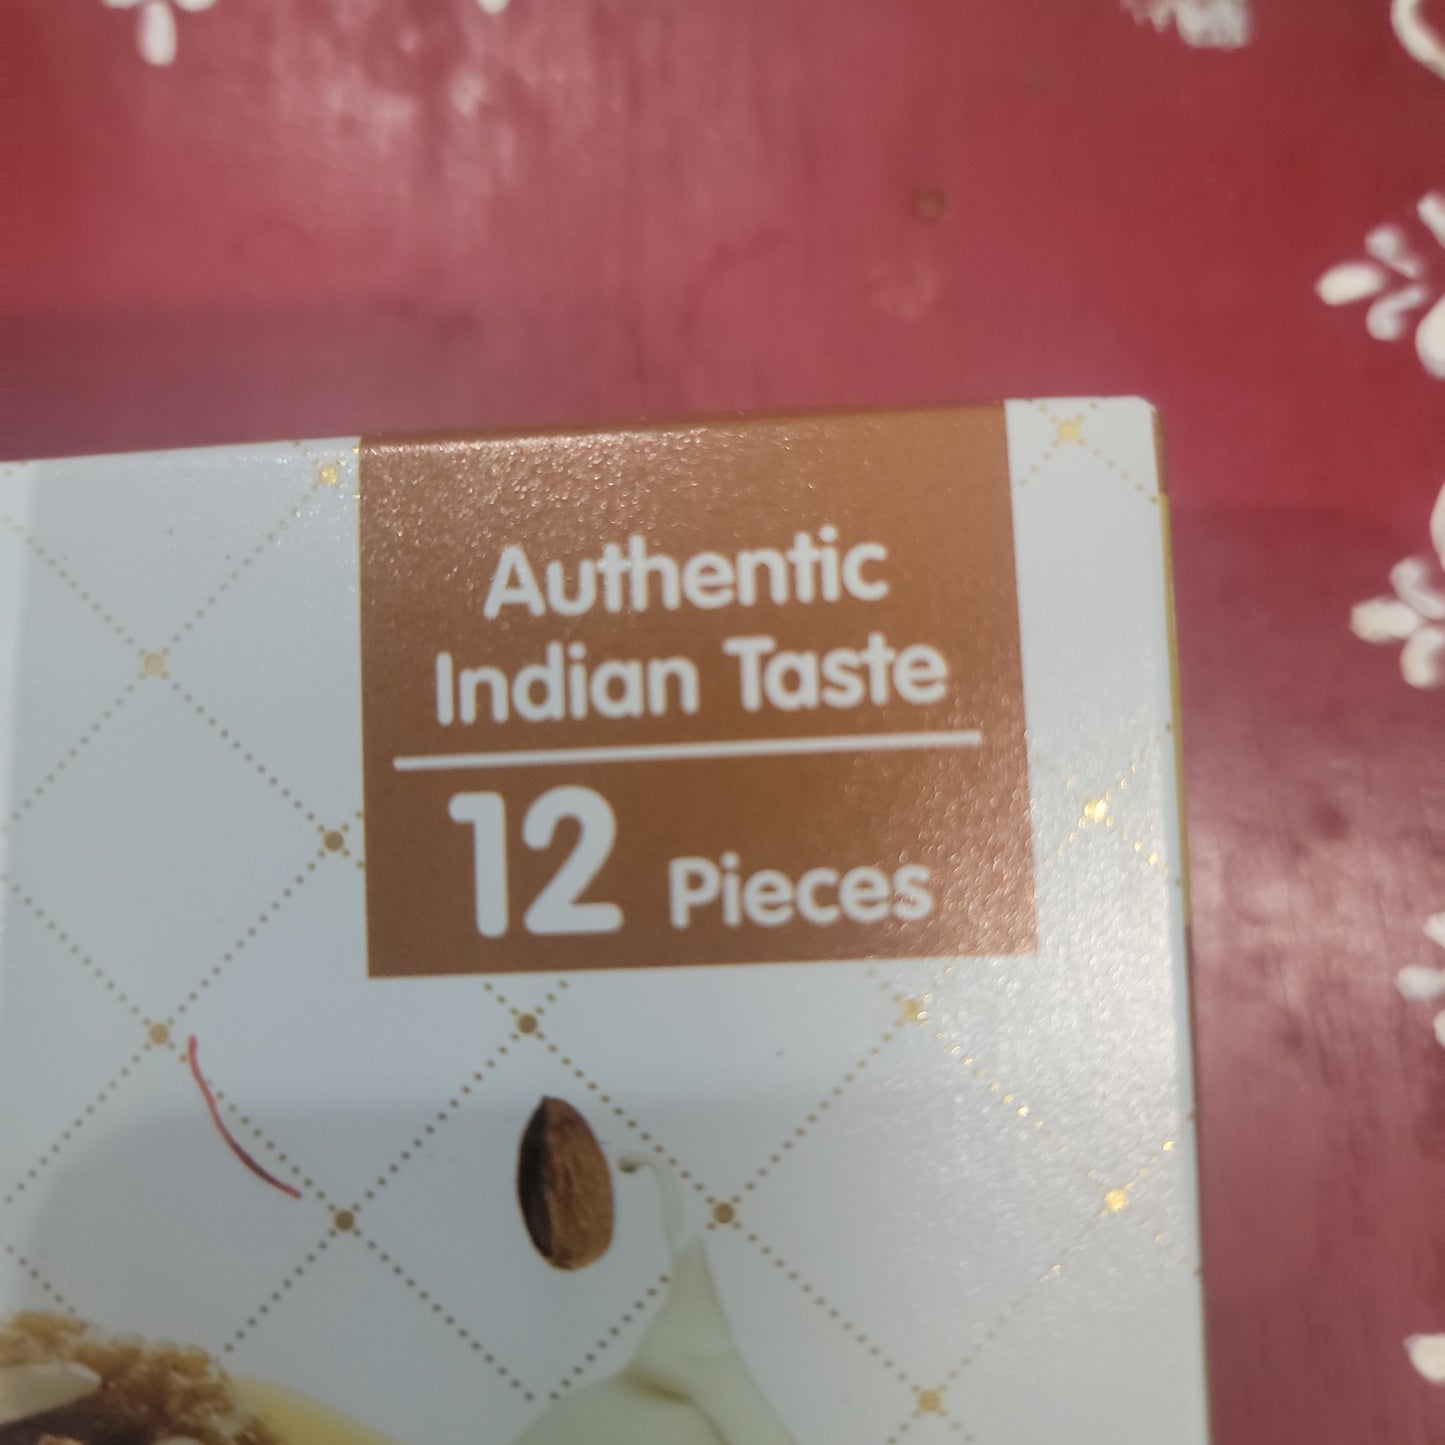 Authentic
Indian Taste
12 Pieces